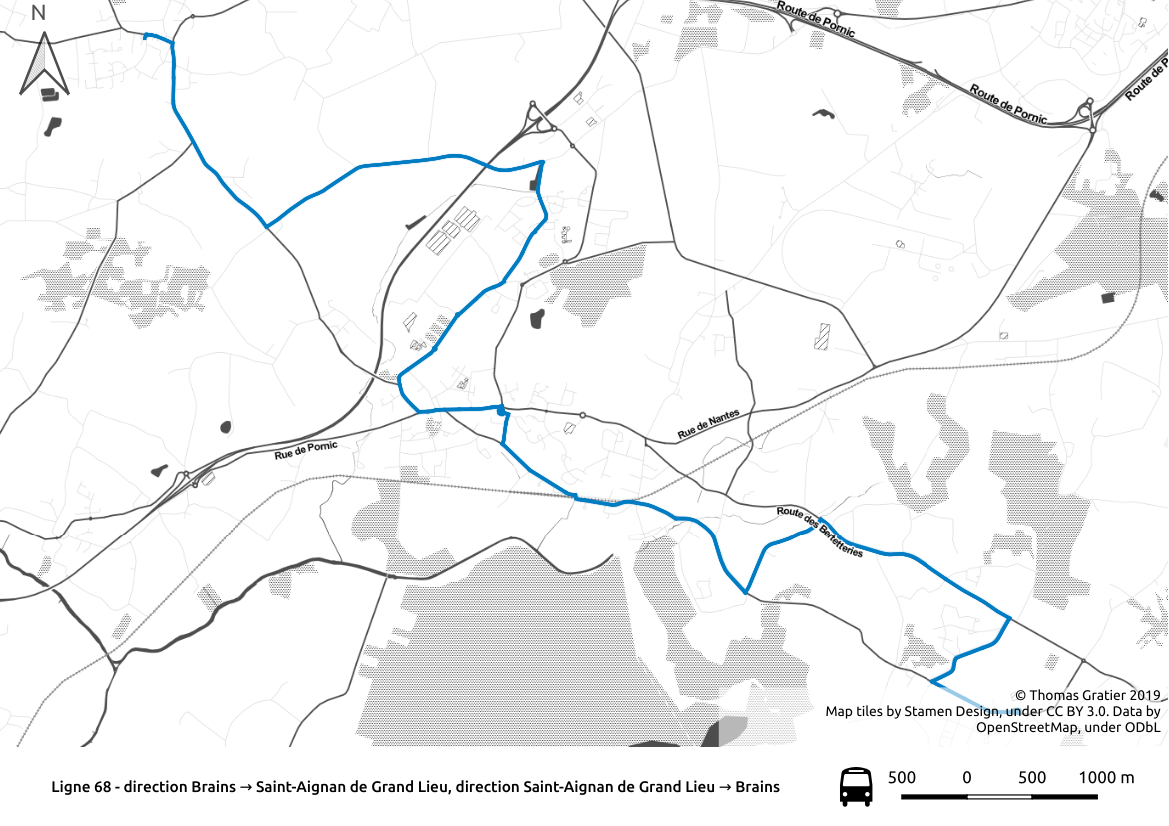 N
Route de Pornic
Route de Pornic
Route de P
Rue de Nantes
Rue de Pornic
Route des Bertetteries
© Thomas Gratier 2019
Map tiles by Stamen Design, under CC BY 3.0. Data by
OpenStreetMap, under ODbL
Ligne 68 - direction Brains → Saint-Aignan de Grand Lieu, direction Saint-Aignan de Grand Lieu → Brains
500 0 500 1000 m